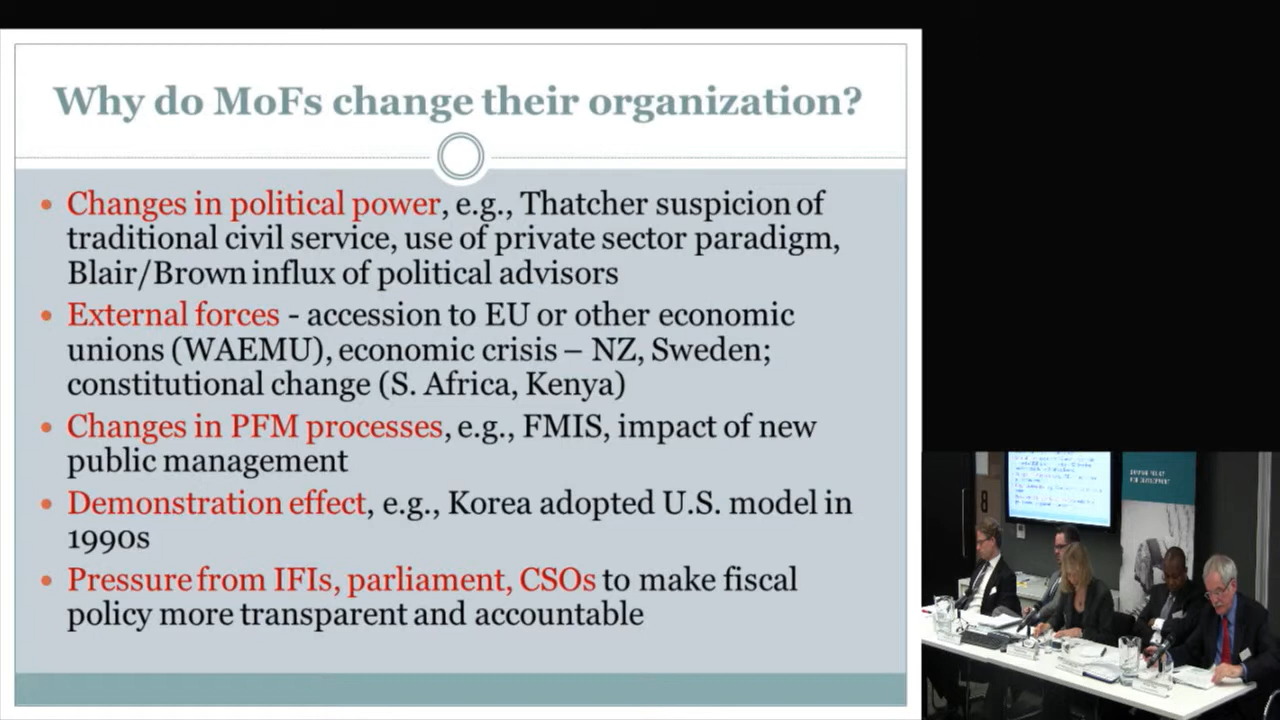 Why do MoFs change their organization?
• Changes in political power, e.g., Thatcher suspicion of
traditional civil service, use of private sector paradigm,
Blair/Brown influx of political advisors
• External forces - accession to EU or other economic
unions (WAEMU), economic crisis – NZ, Sweden;
constitutional change (S. Africa, Kenya)
• Changes in PFM processes, e.g., FMIS, impact of new
public management
• Demonstration effect, e.g., Korea adopted U.S. model in
1990s
• Pressure from IFIs, parliament, CSOs to make fiscal
policy more transparent and accountable
8
FOR DEVELOPMENT